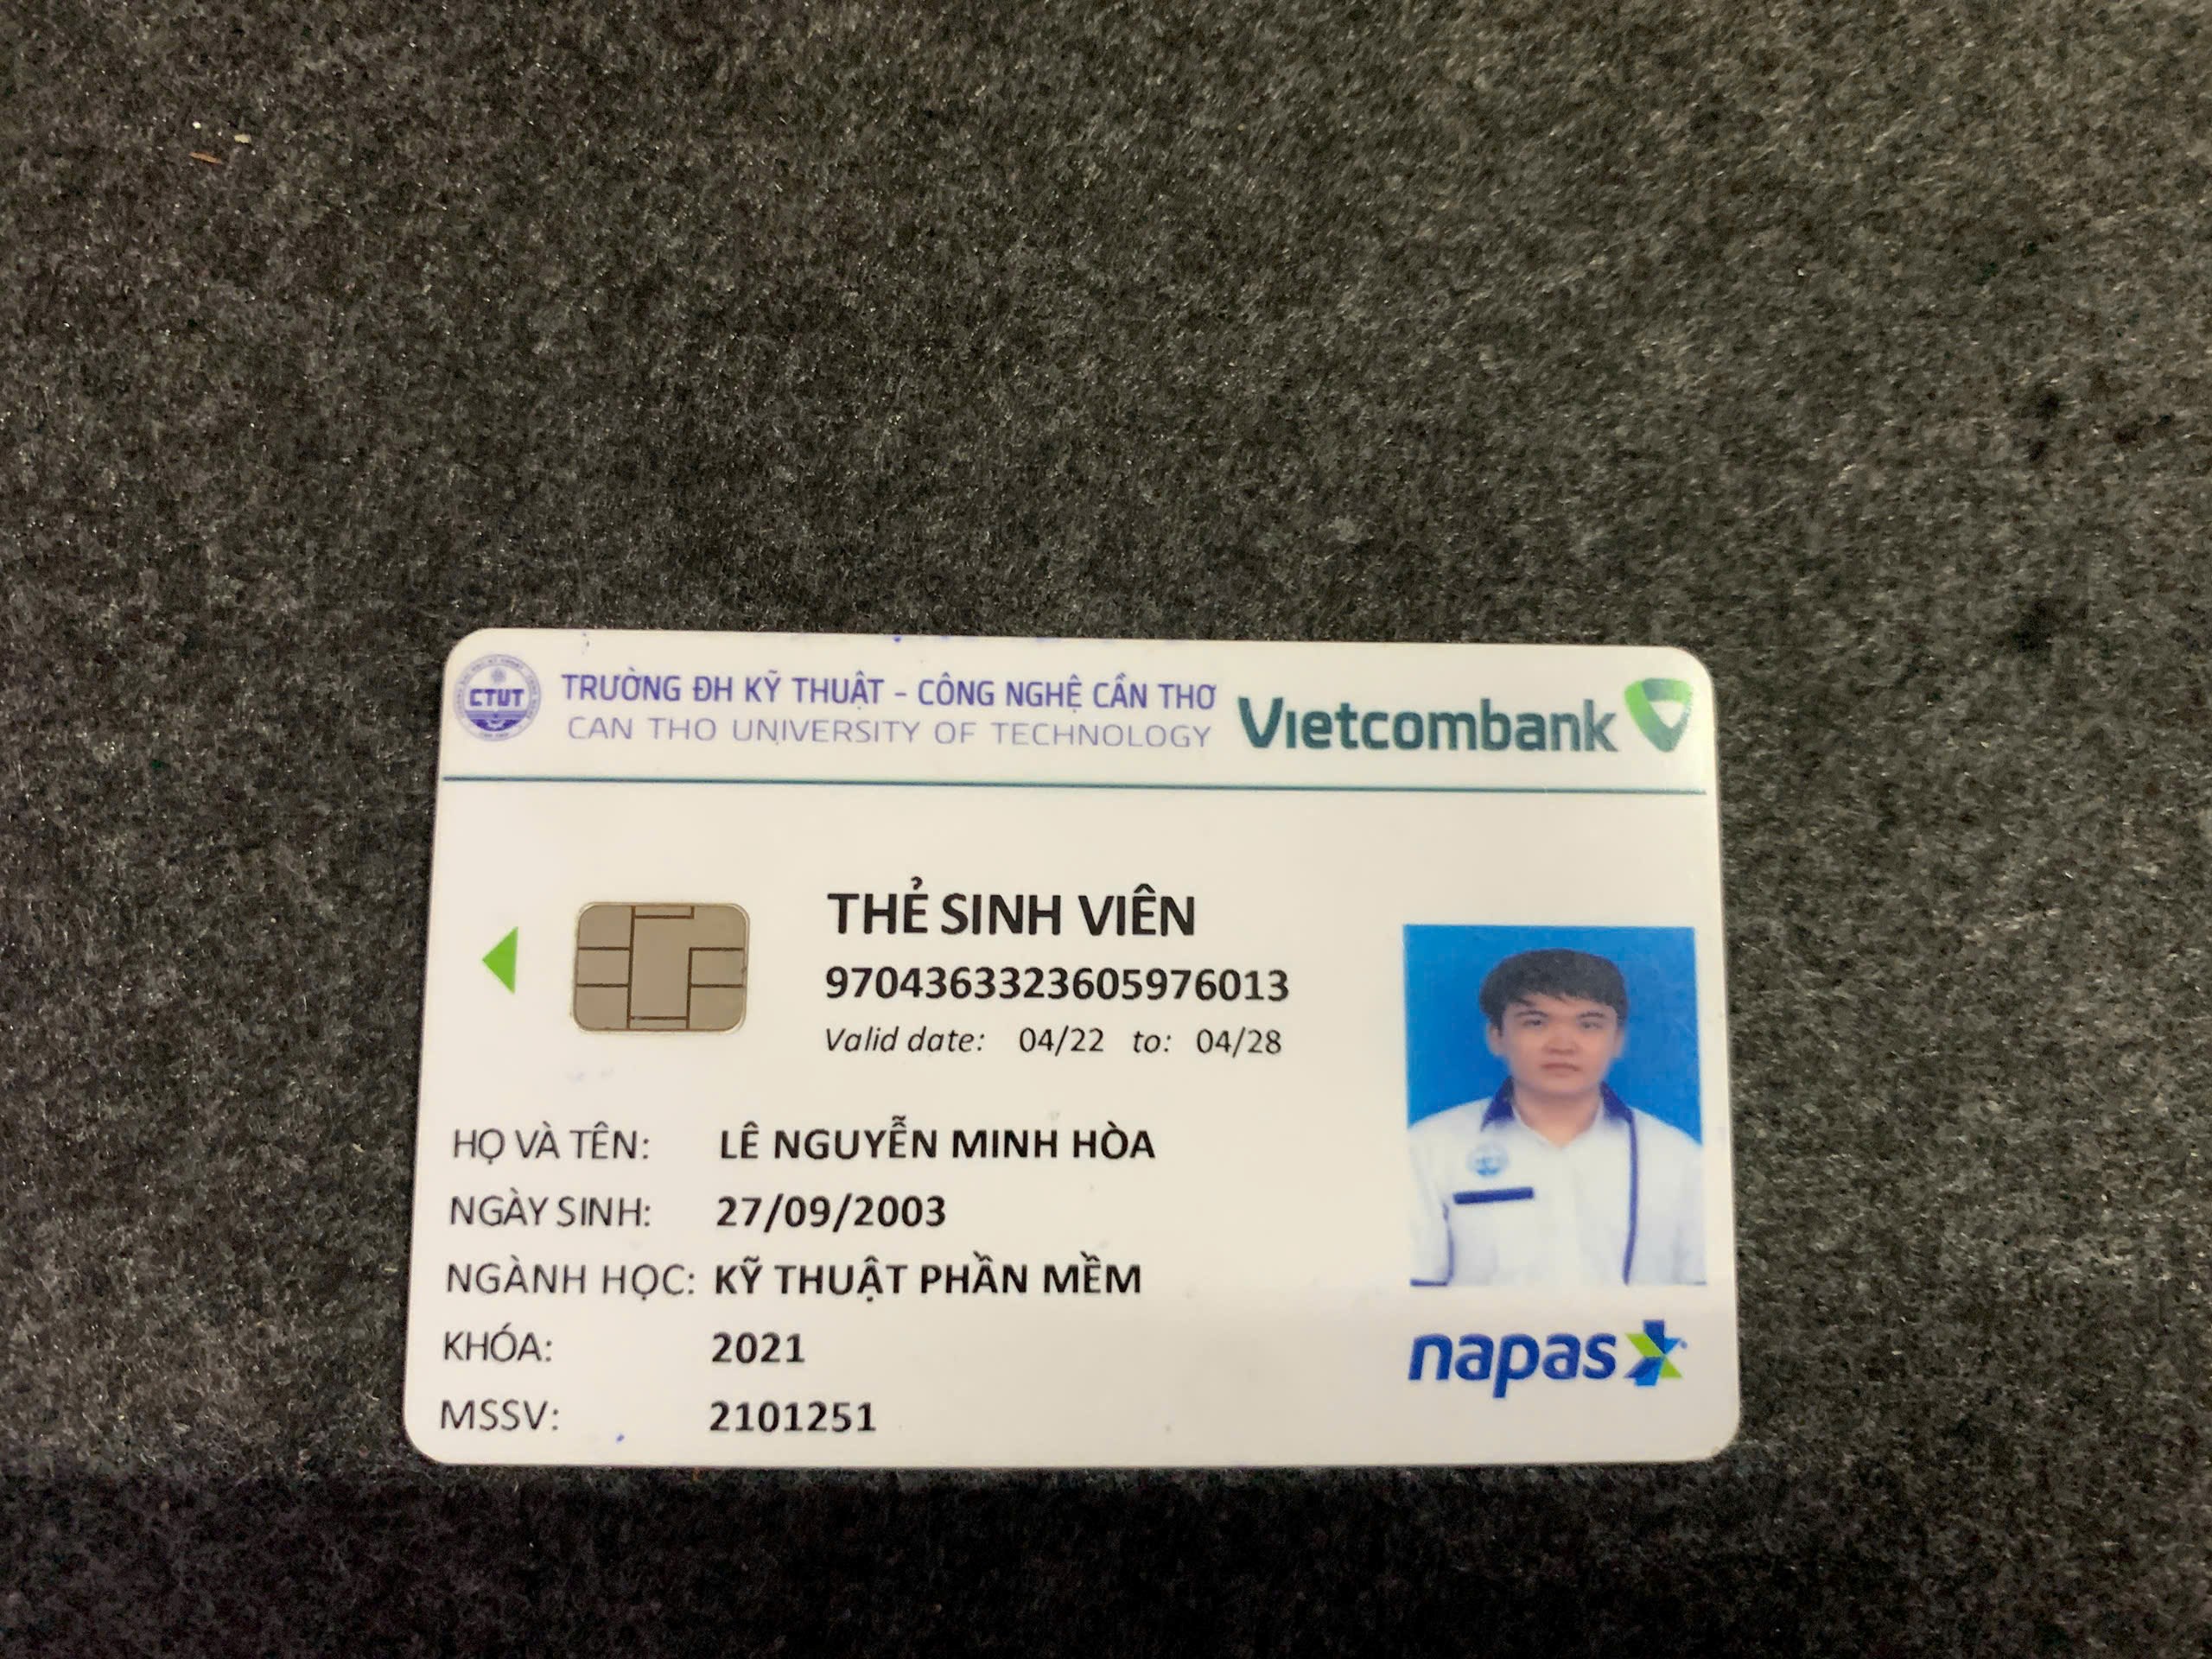 CTUT
TRƯỜNG ĐH KỸ THUẬT - CÔNG NGHỆ CẦN THƠ
CAN THO UNIVERSITY OF TECHNOLOGY
Vietcombank
THẺ SINH VIÊN
9704363323605976013
Valid date: 04/22 to: 04/28
HỌ VÀ TÊN: LÊ NGUYỄN MINH HÒA
NGÀY SINH: 27/09/2003
NGÀNH HỌC: KỸ THUẬT PHẦN MỀM
KHÓA: 2021
MSSV: 2101251
napas